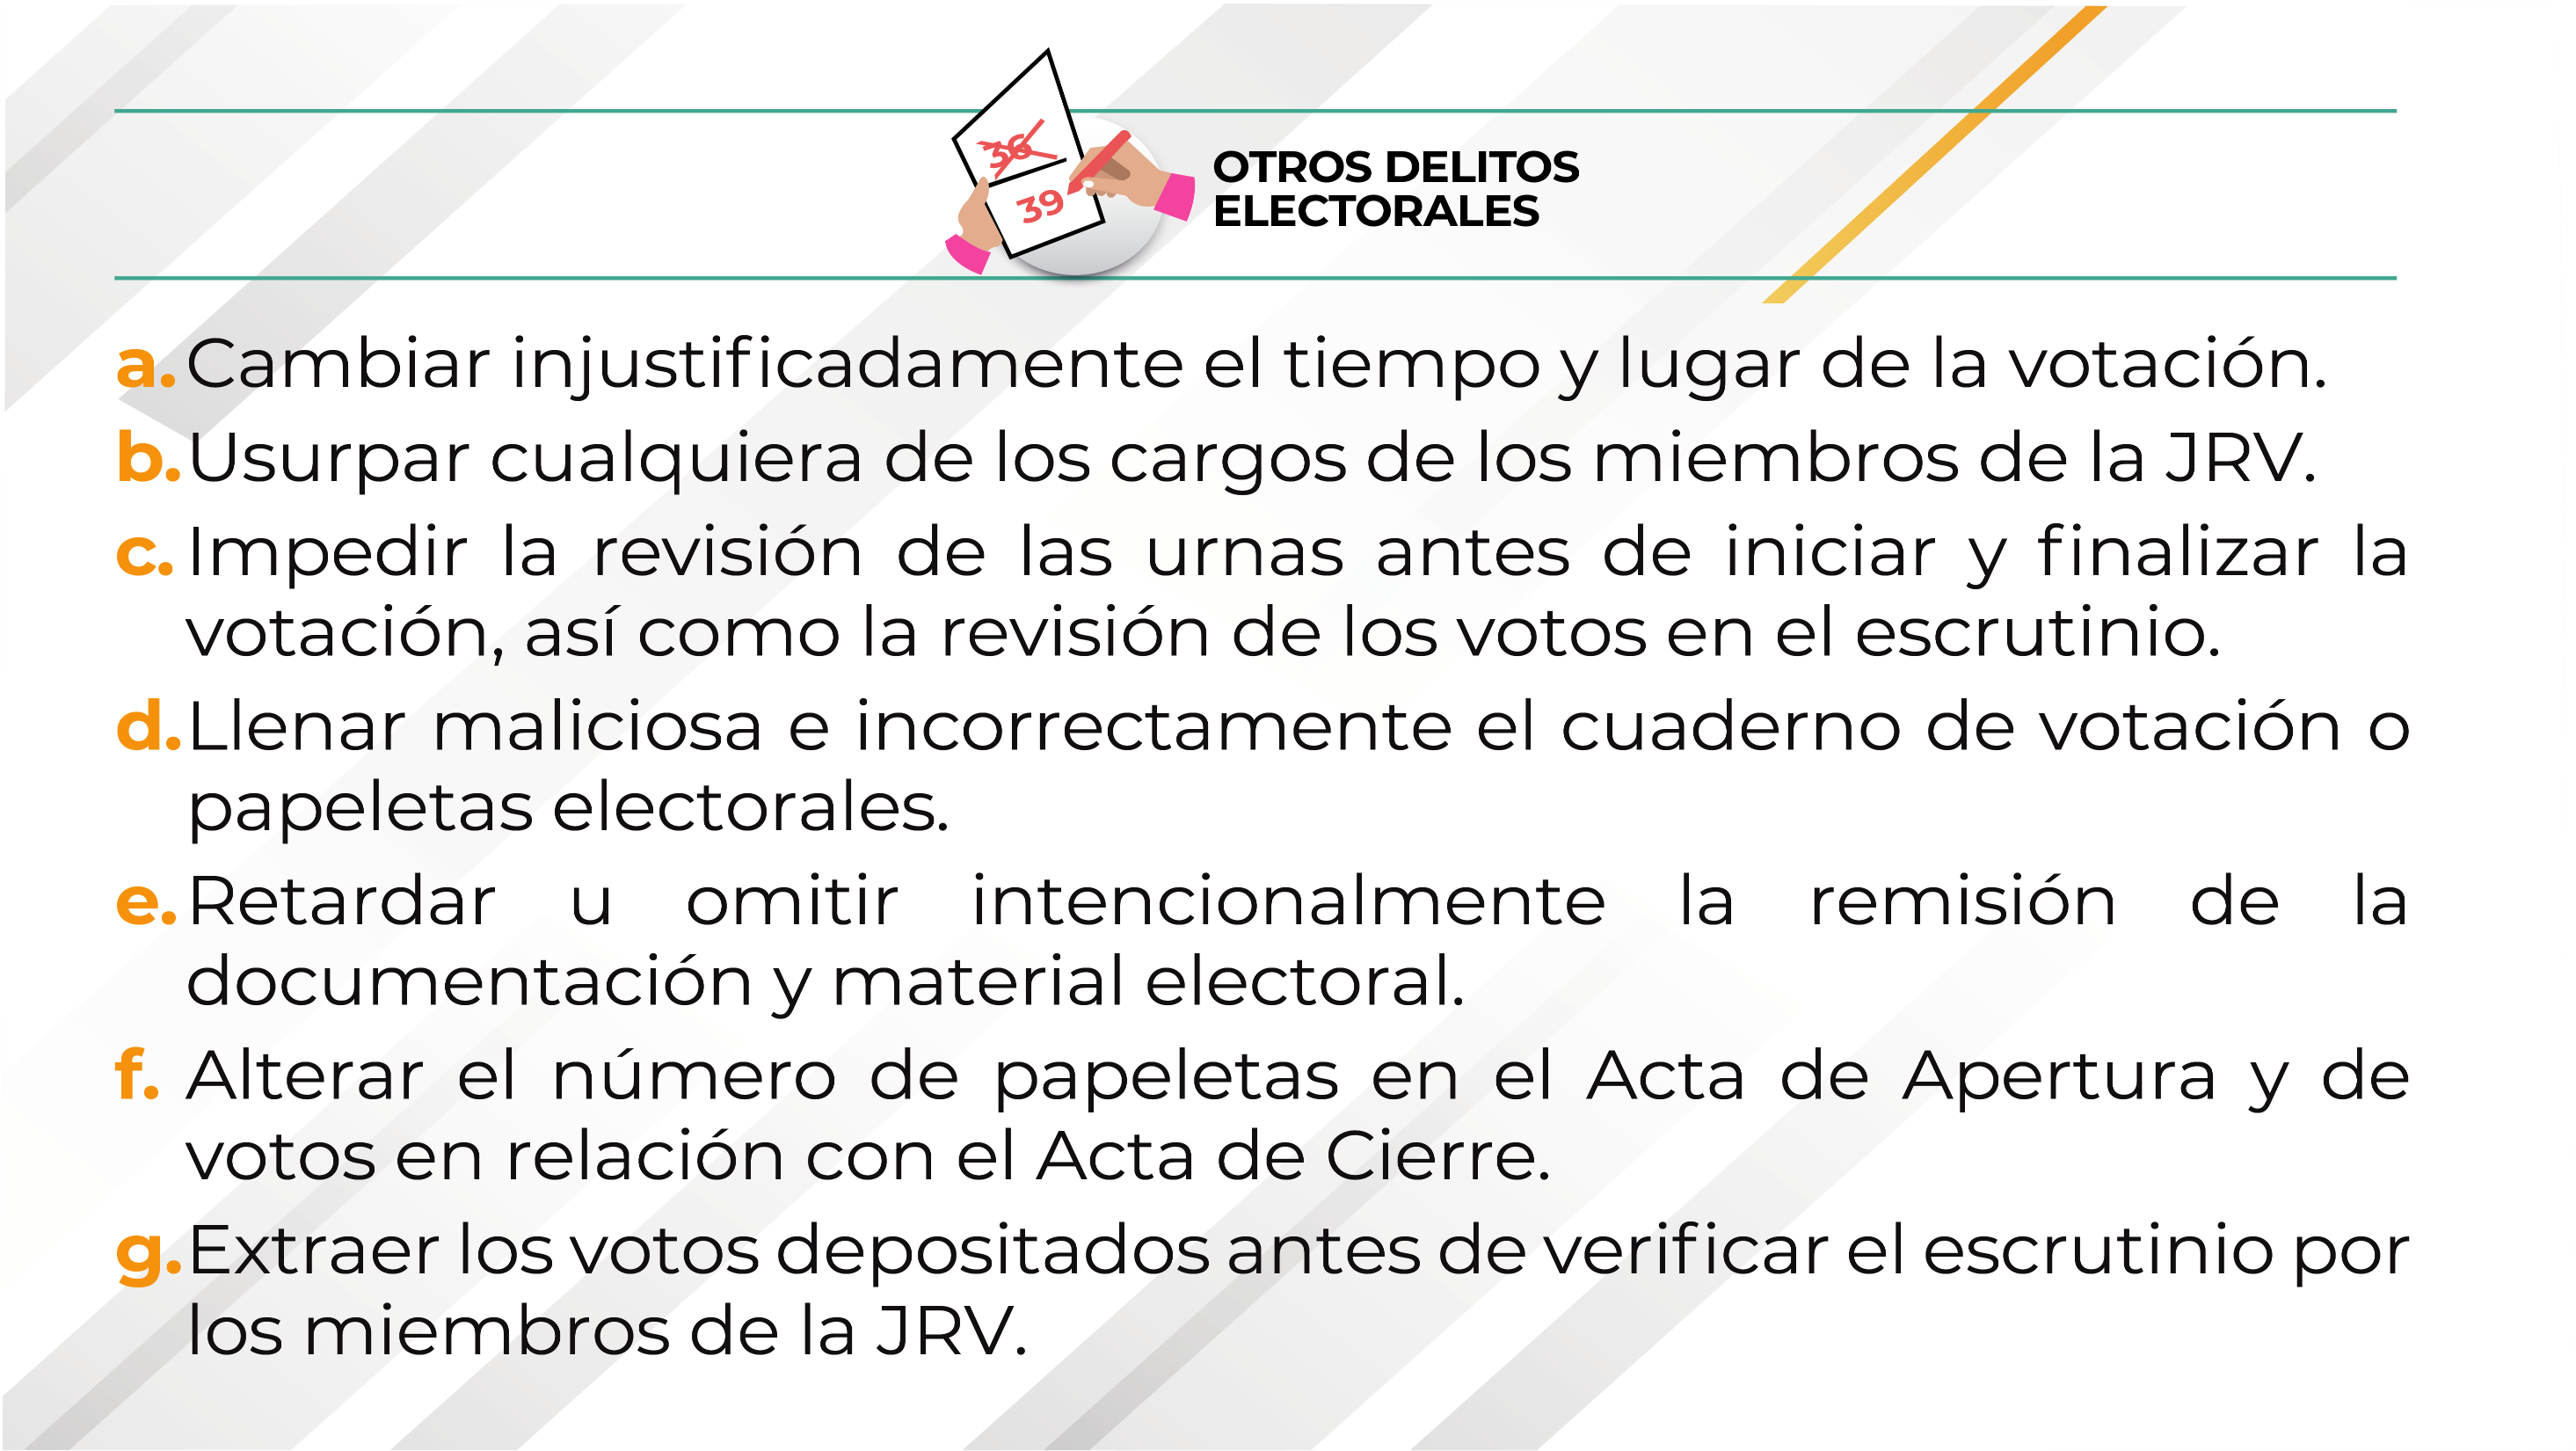 36
39
OTROS DELITOS
ELECTORALES
a. Cambiar injustificadamente el tiempo y lugar de la votación.
b. Usurpar cualquiera de los cargos de los miembros de la JRV.
c. Impedir la revisión de las urnas antes de iniciar y finalizar la
votación, así como la revisión de los votos en el escrutinio.
d. Llenar maliciosa e incorrectamente el cuaderno de votación o
papeletas electorales.
e. Retardar u omitir intencionalmente la remisión de la
documentación y material electoral.
f. Alterar el número de papeletas en el Acta de Apertura y de
votos en relación con el Acta de Cierre.
g. Extraer los votos depositados antes de verificar el escrutinio por
los miembros de la JRV.